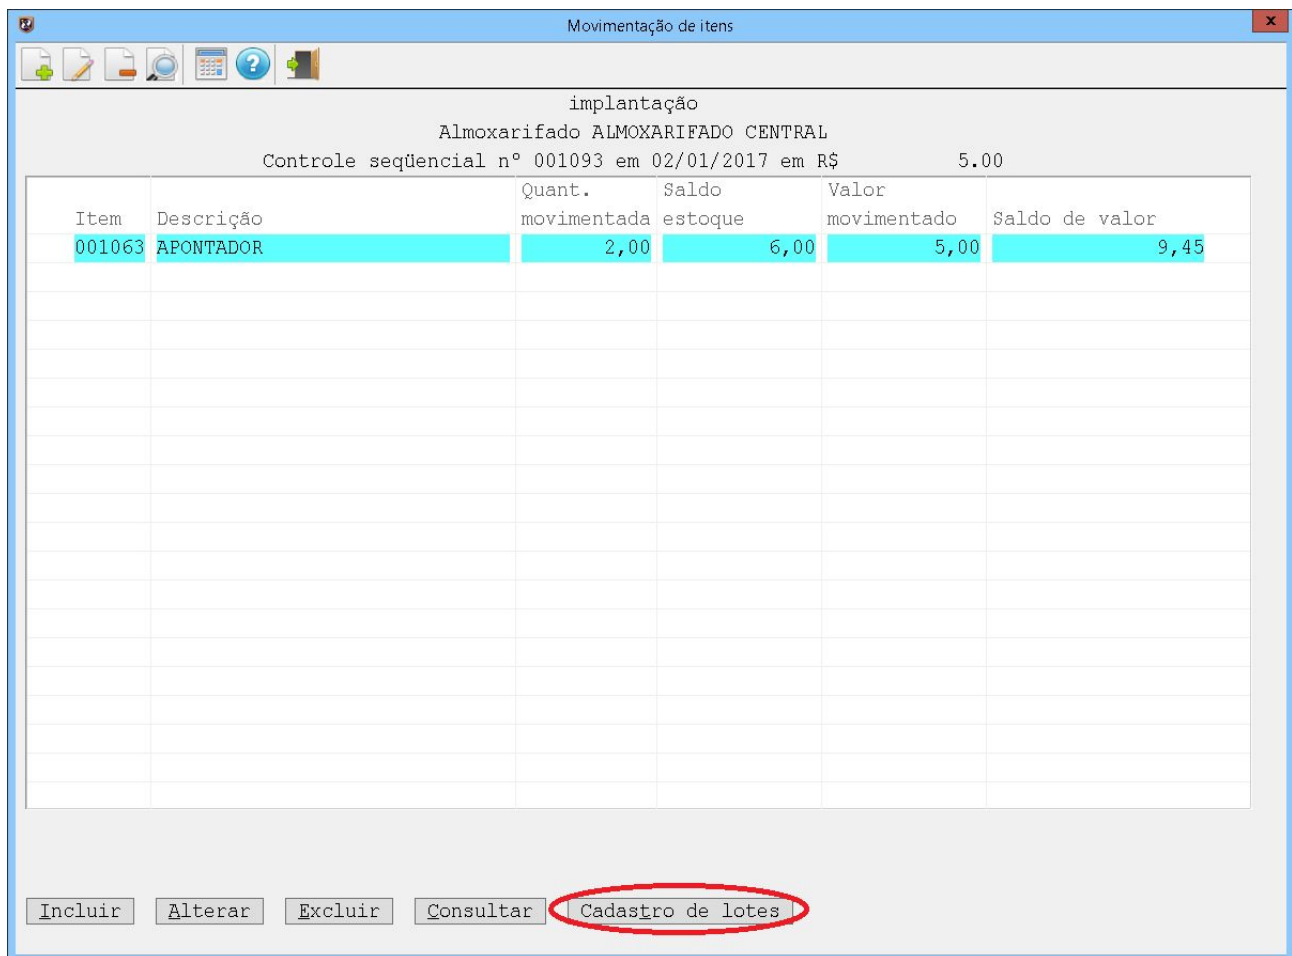 Movimentação de itens
x
?
implantação
Almoxarifado ALMOXARIFADO CENTRAL
Controle seqüencial nº 001093 em 02/01/2017 em R$ 5.00
Quant. Saldo Valor
Item Descrição movimentada estoque movimentado Saldo de valor
001063 APONTADOR 2,00 6,00 5,00 9,45
Incluir Alterar Excluir Consultar Cadastro de lotes